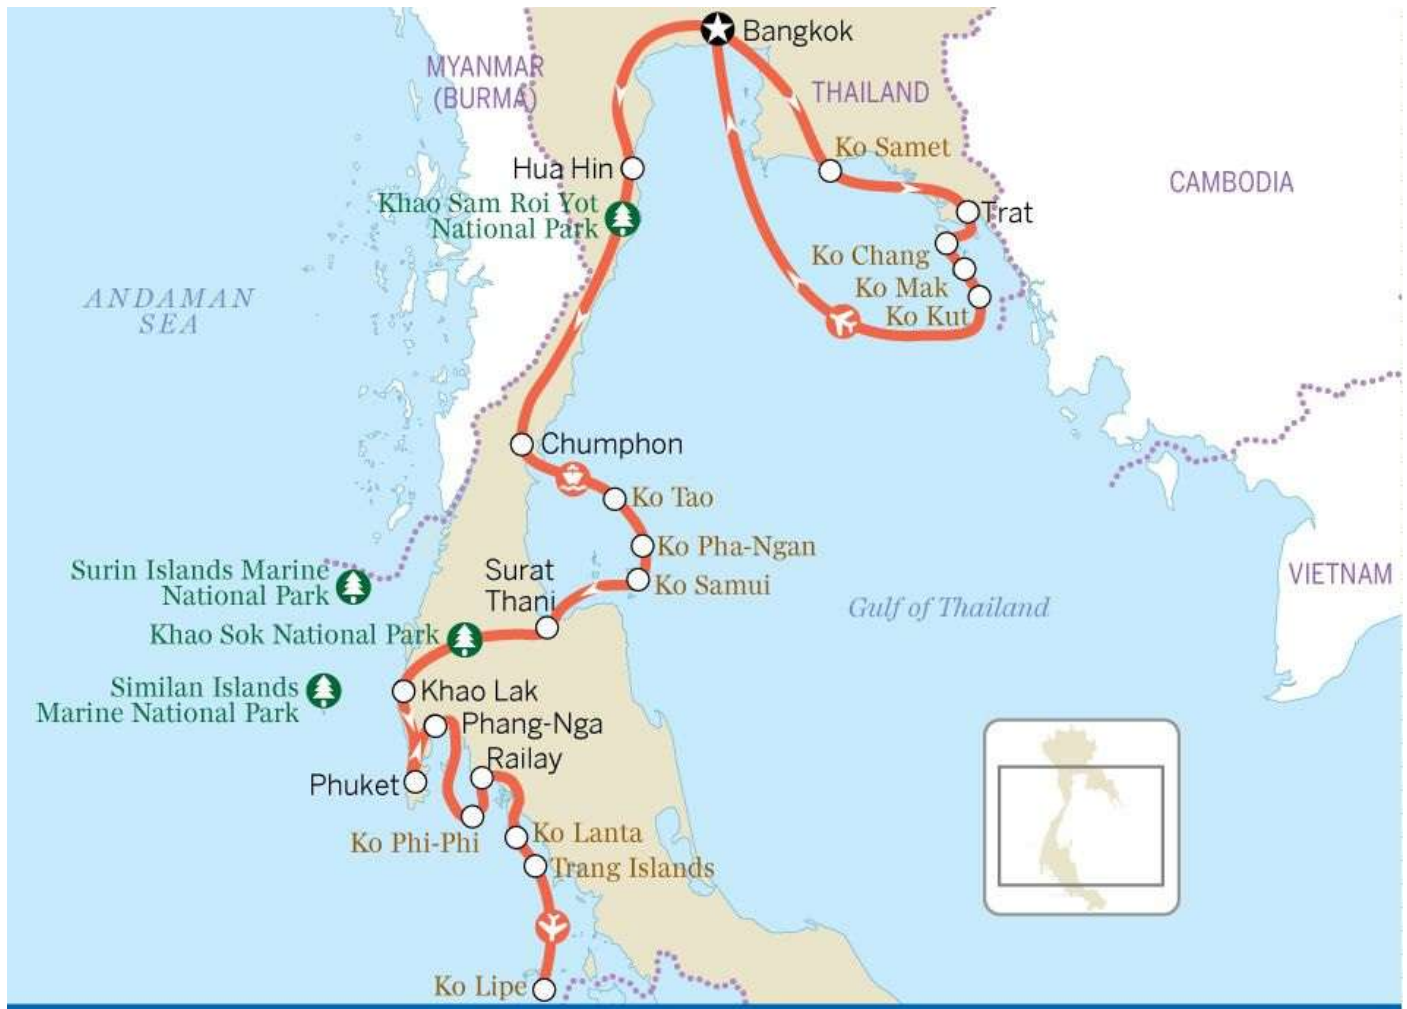 Bangkok
MYANMAR
(BURMA)
THAILAND
Ko Samet
Hua Hin
CAMBODIA
Khao Sam Roi Yot
National Park
Trat
Ko Chang
Ko Mak
Ko Kut
ANDAMAN
SEA
Chumphon
Ko Tao
Ko Pha-Ngan
Surin Islands Marine
National Park
Surat
Thani
Ko Samui
VIETNAM
Gulf of Thailand
Khao Sok National Park
Similan Islands
Marine National Park
Khao Lak
Phang-Nga
Railay
Phuket
Ko Phi-Phi
Ko Lanta
Trang Islands
Ko Lipe